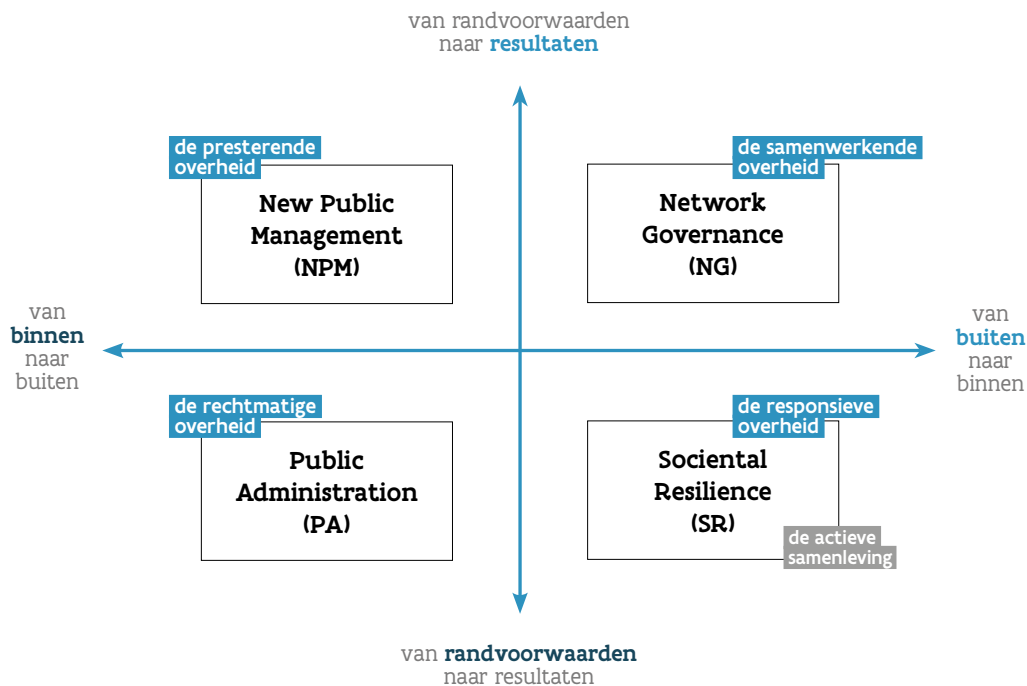 van randvoorwaarden
naar resultaten
de presterende
overheid
New Public
Management
(NPM)
de samenwerkende
overheid
Network
Governance
(NG)
van
binnen
naar
buiten
van
buiten
naar
binnen
de rechtmatige
overheid
Public
Administration
(PA)
de responsieve
overheid
Sociental
Resilience
(SR)
de actieve
samenleving
van randvoorwaarden
naar resultaten